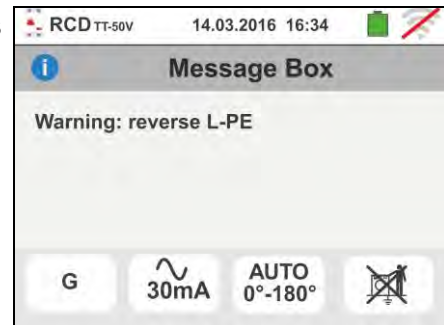 RCD TT-50V 14.03.2016 16:34
i Message Box
Warning: reverse L-PE
G 30mA AUTO
0°-180°